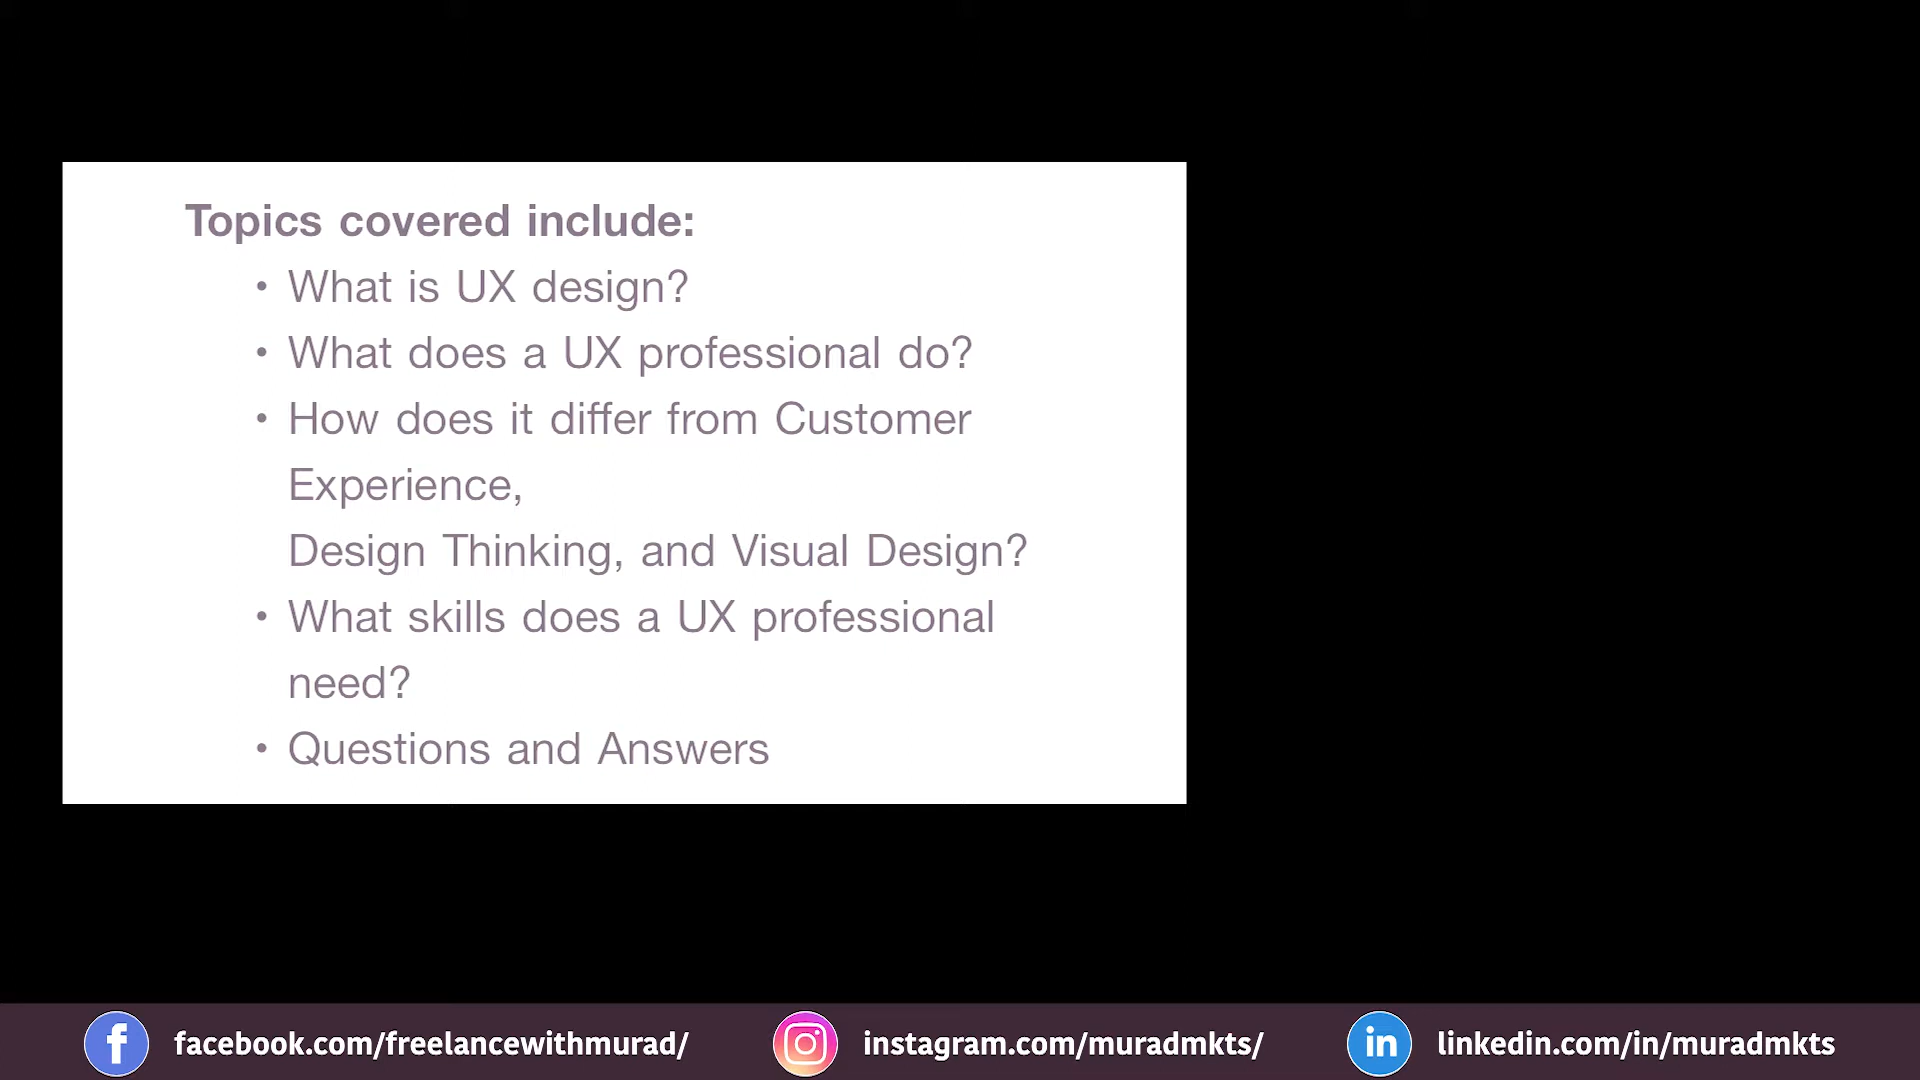 Topics covered include:
• What is UX design?
• What does a UX professional do?
• How does it differ from Customer
Experience,
Design Thinking, and Visual Design?
• What skills does a UX professional
need?
• Questions and Answers
facebook.com/freelancewithmurad/
instagram.com/muradmkts/
linkedin.com/in/muradmkts